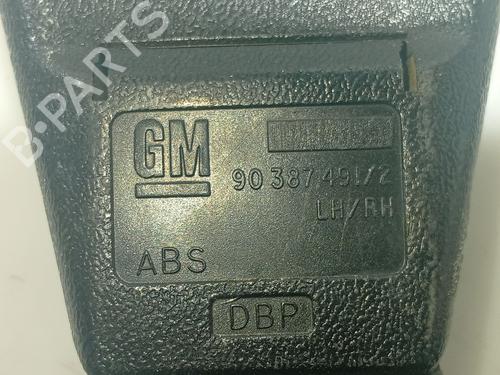 B-PARTS
GM
90 387 491/2
LH/RH
ABS
DBP